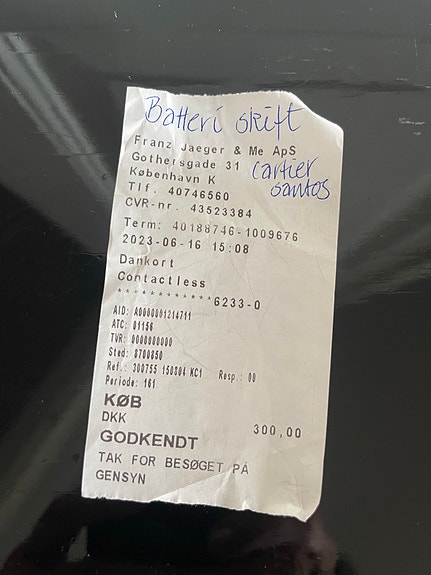 Batteri skift
Franz Jaeger & Me ApS
Gothersgade 31
cartier
København K
santos
Tlf. 40746560
CVR-nr. 43523384
Term: 40188746-1009676
2023-06-16 15:08
Dankort
Contactless
************6233-0
AID: A0000001214711
ATC: 01156
TVR: 0000000000
Sted: 8700850
Ref.: 300755 150304 KC1 Resp.: 00
Periode: 161
KØB
DKK 300,00
GODKENDT
TAK FOR BESØGET PÅ
GENSYN